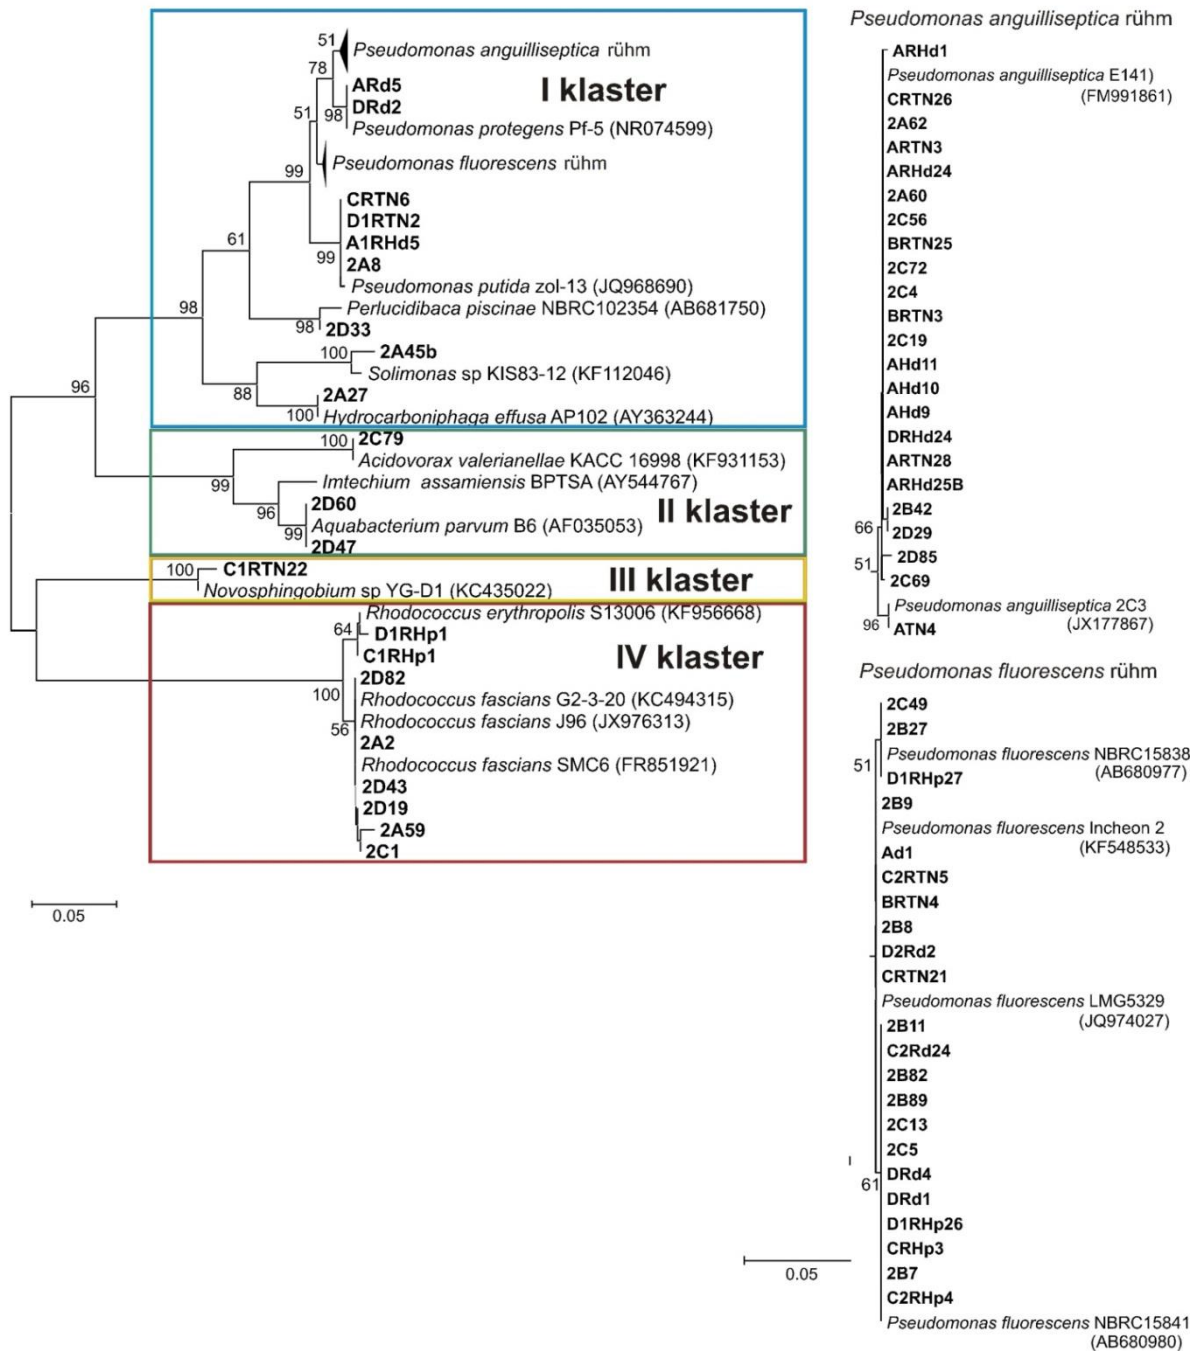 51
Pseudomonas anguilliseptica rühm
78
ARd5
I klaster
DRd2
51
98
Pseudomonas protegens Pf-5 (NR074599)
Pseudomonas fluorescens rühm
99
CRTN6
D1RTN2
61
A1RHd5
99
2A8
Pseudomonas putida zol-13 (JQ968690)
98
Perlucidibaca piscinae NBRC102354 (AB681750)
98
2D33
100
2A45b
Solimonas sp KIS83-12 (KF112046)
96
88
2A27
100
Hydrocarboniphaga effusa AP102 (AY363244)
100
2C79
Acidovorax valerianellae KACC 16998 (KF931153)
99
Imtechium assamiensis BPTSA (AY544767)
96
2D60
II klaster
Aquabacterium parvum B6 (AF035053)
99
2D47
100
C1RTN22
III klaster
Novosphingobium sp YG-D1 (KC435022)
Rhodococcus erythropolis S13006 (KF956668)
64
D1RHp1
C1RHp1
IV klaster
2D82
100
Rhodococcus fascians G2-3-20 (KC494315)
Rhodococcus fascians J96 (JX976313)
56
2A2
Rhodococcus fascians SMC6 (FR851921)
2D43
2D19
2A59
2C1
0.05
Pseudomonas anguilliseptica rühm
ARHd1
Pseudomonas anguilliseptica E141)
(FM991861)
CRTN26
2A62
ARTN3
ARHd24
2A60
2C56
BRTN25
2C72
2C4
BRTN3
2C19
AHd11
AHd10
AHd9
DRHd24
ARTN28
ARHd25B
2B42
66
2D29
2D85
51
2C69
Pseudomonas anguilliseptica 2C3
(JX177867)
96
ATN4
Pseudomonas fluorescens rühm
2C49
2B27
Pseudomonas fluorescens NBRC15838
51
(AB680977)
D1RHp27
2B9
Pseudomonas fluorescens Incheon 2
(KF548533)
Ad1
C2RTN5
BRTN4
2B8
D2Rd2
CRTN21
Pseudomonas fluorescens LMG5329
(JQ974027)
2B11
C2Rd24
2B82
2B89
2C13
2C5
DRd4
61
DRd1
D1RHp26
CRHp3
2B7
C2RHp4
Pseudomonas fluorescens NBRC15841
(AB680980)
0.05